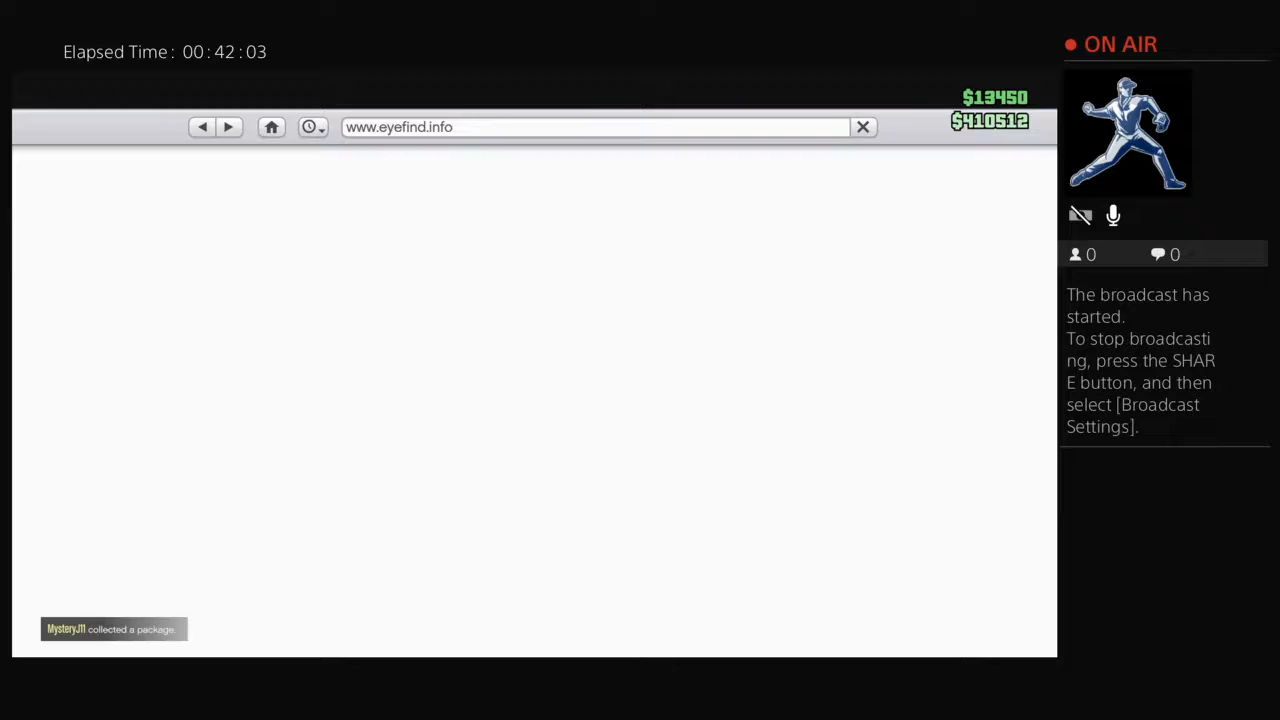 Elapsed Time: 00:42:03
ON AIR
$13450
www.eyefind.info
$410512
0 0
The broadcast has
started.
To stop broadcasti
ng, press the SHAR
E button, and then
select [Broadcast
Settings].
MysteryJ11 collected a package.